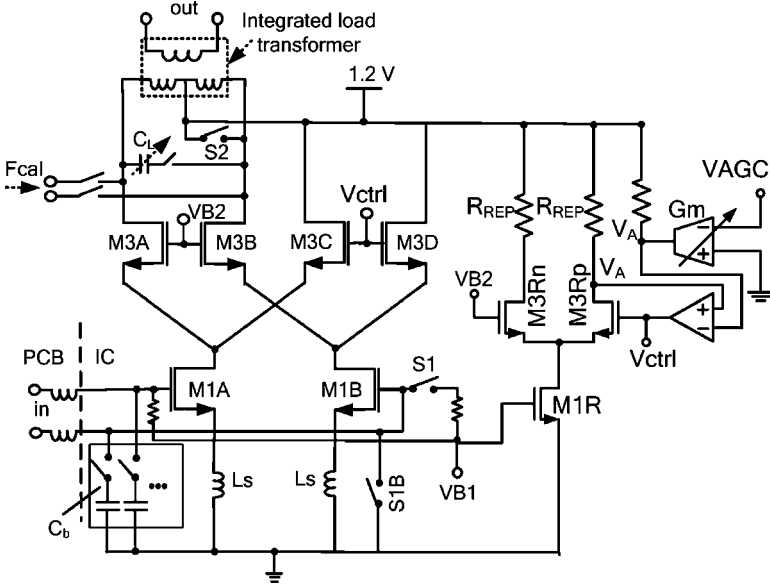 out
Integrated load
transformer
1.2 V
CL
S2
Fcal
VB2
Vctrl
M3A
M3B
M3C
M3D
RREP
RREP
VAGC
Gm
VA
VA
VB2
M3Rn
M3Rp
Vctrl
PCB
IC
in
M1A
M1B
S1
M1R
Ls
Ls
S1B
VB1
Cb